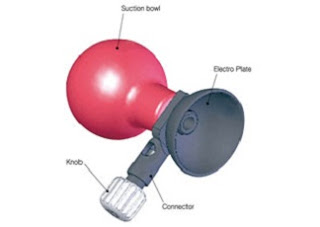 Suction bowl
Electro Plate
Knob
Connector